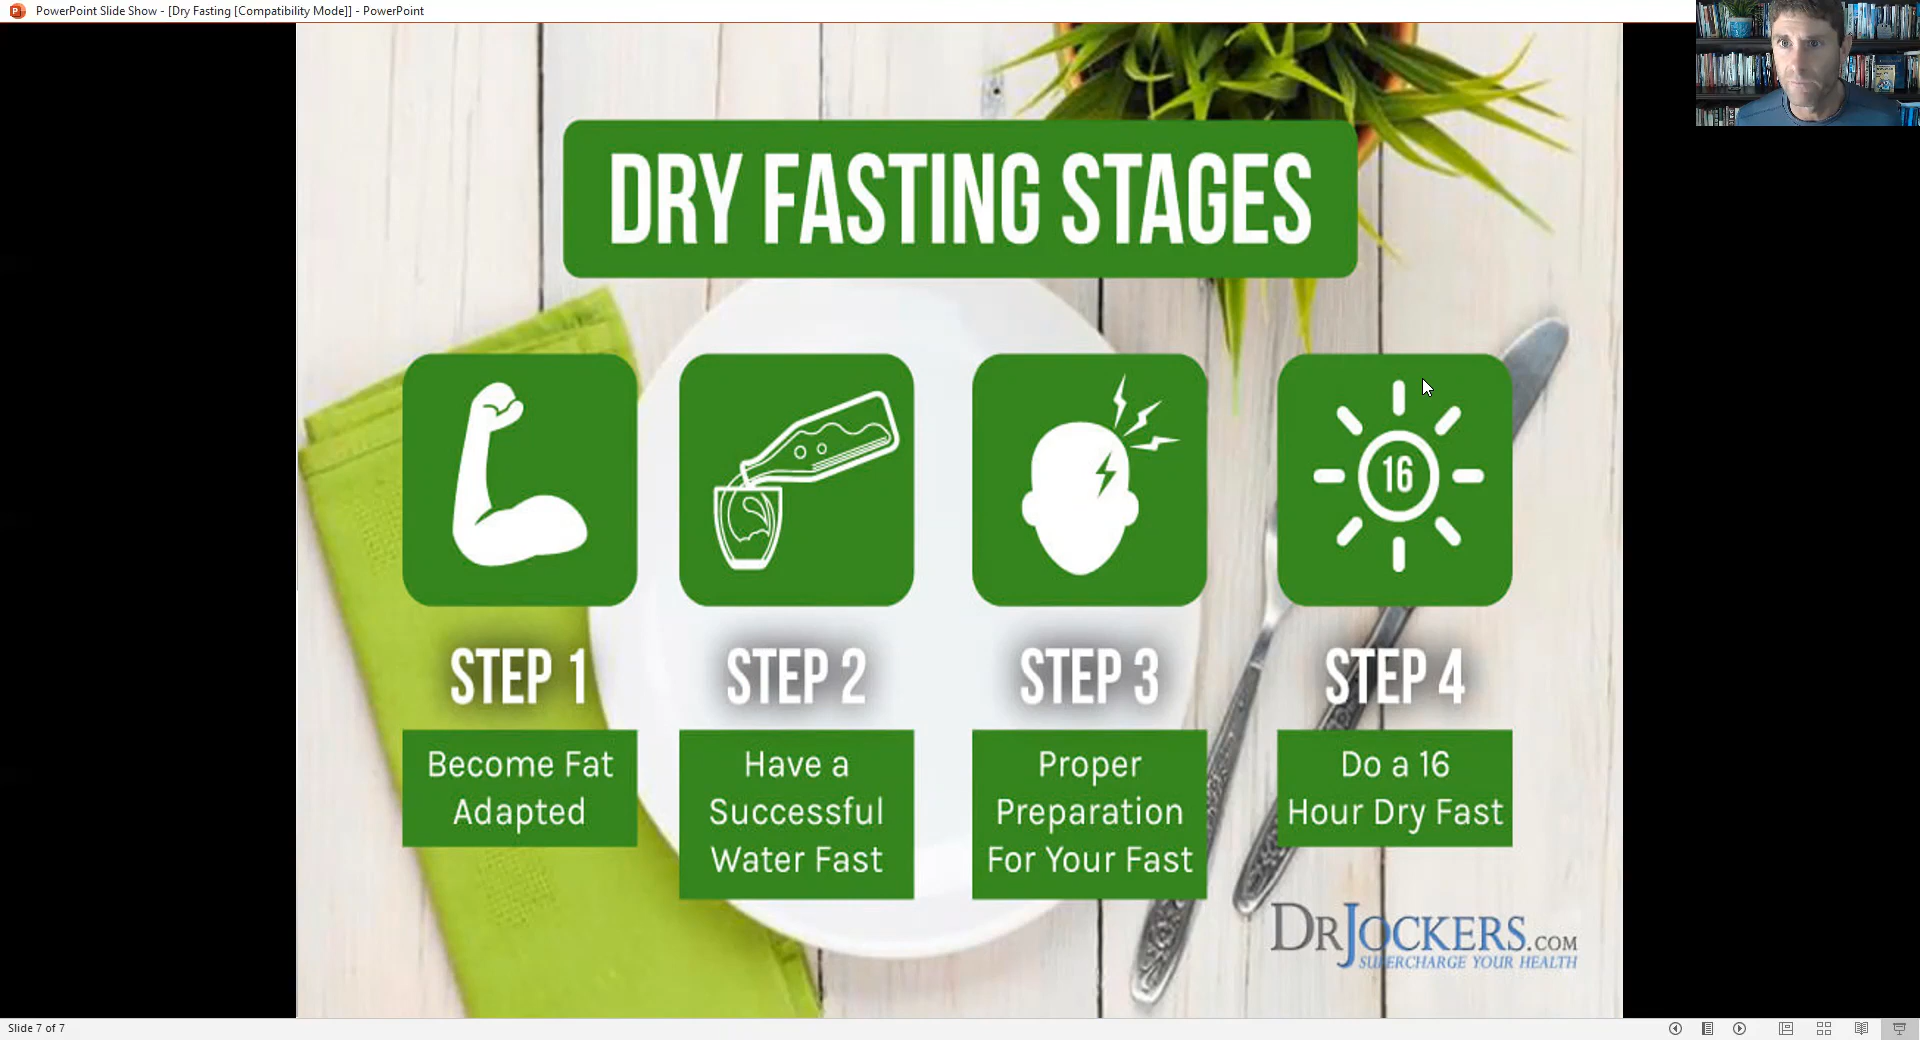 PowerPoint Slide Show - [Dry Fasting [Compatibility Mode]] - PowerPoint
DRY FASTING STAGES
16
STEP 1
Become Fat
Adapted
STEP 2
Have a
Successful
Water Fast
STEP 3
Proper
Preparation
For Your Fast
STEP 4
Do a 16
Hour Dry Fast
DRJOCKERS.COM
SUPERCHARGE YOUR HEALTH
Slide 7 of 7